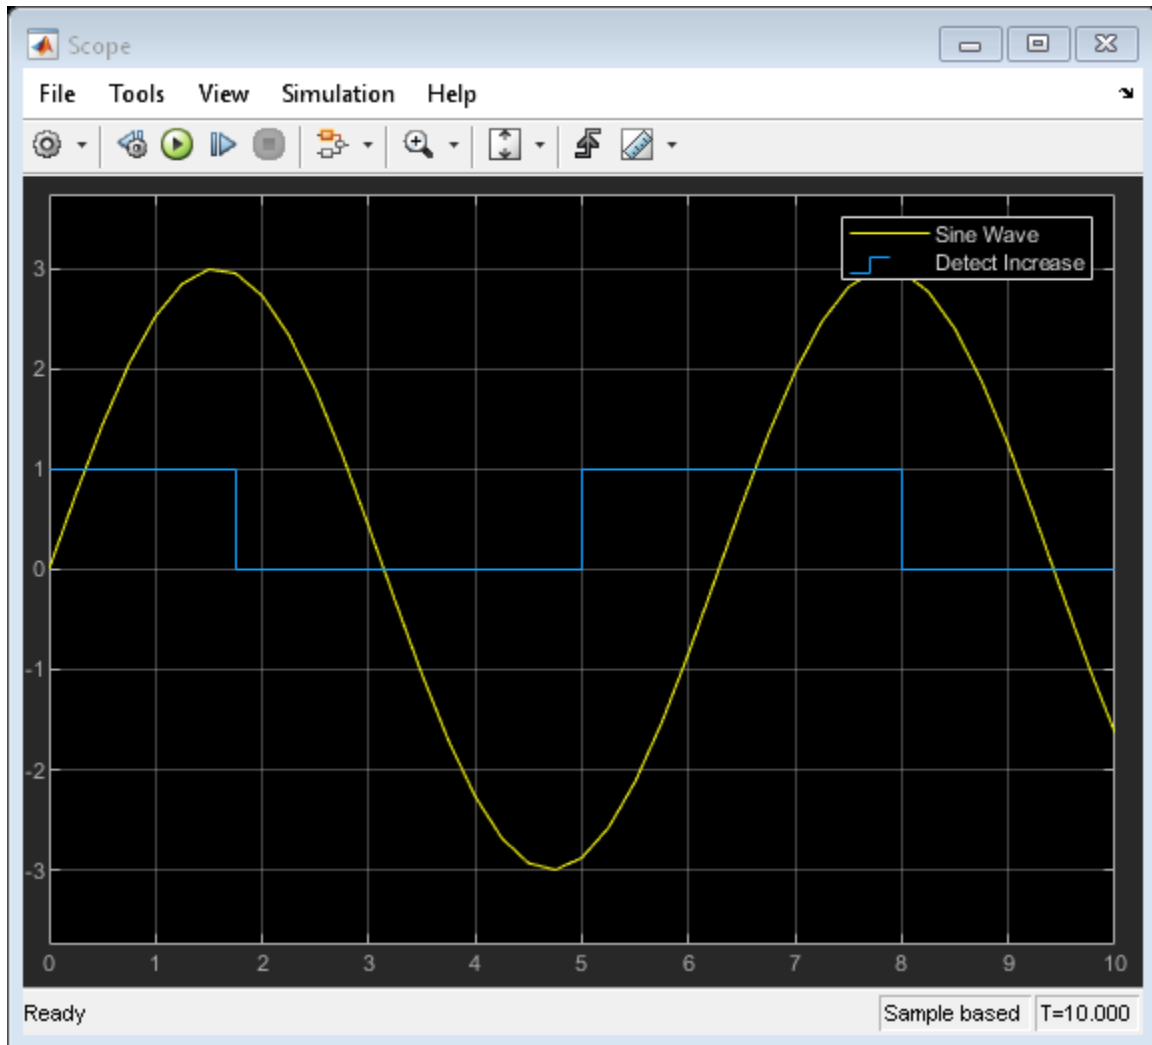 Scope
File Tools View Simulation Help
Sine Wave
Detect Increase
3
2
1
0
-1
-2
-3
0 1 2 3 4 5 6 7 8 9 10
Ready
Sample based T=10.000